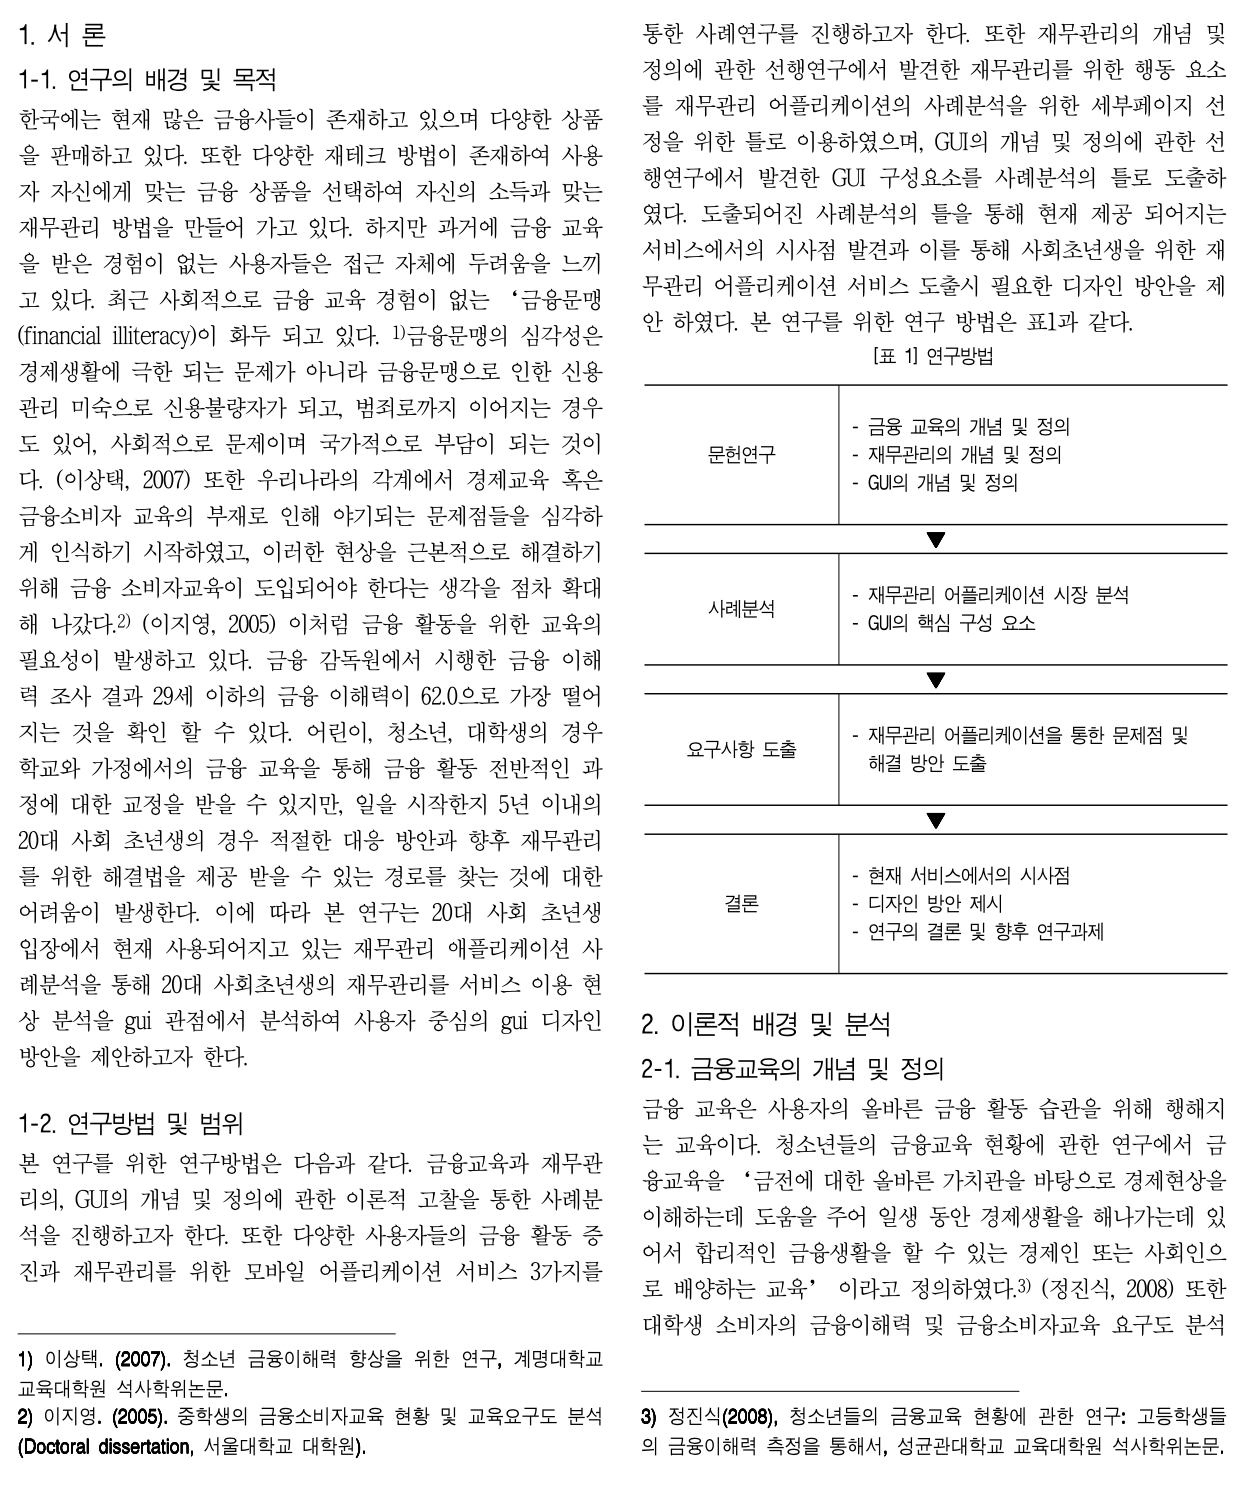 1. 서 론
1-1. 연구의 배경 및 목적
한국에는 현재 많은 금융사들이 존재하고 있으며 다양한 상품
을 판매하고 있다. 또한 다양한 재테크 방법이 존재하여 사용
자 자신에게 맞는 금융 상품을 선택하여 자신의 소득과 맞는
재무관리 방법을 만들어 가고 있다. 하지만 과거에 금융 교육
을 받은 경험이 없는 사용자들은 접근 자체에 두려움을 느끼
고 있다. 최근 사회적으로 금융 교육 경험이 없는 ‘금융문맹
(financial illiteracy)이 화두 되고 있다. 1)금융문맹의 심각성은
경제생활에 극한 되는 문제가 아니라 금융문맹으로 인한 신용
관리 미숙으로 신용불량자가 되고, 범죄로까지 이어지는 경우
도 있어, 사회적으로 문제이며 국가적으로 부담이 되는 것이
다. (이상택, 2007) 또한 우리나라의 각계에서 경제교육 혹은
금융소비자 교육의 부재로 인해 야기되는 문제점들을 심각하
게 인식하기 시작하였고, 이러한 현상을 근본적으로 해결하기
위해 금융 소비자교육이 도입되어야 한다는 생각을 점차 확대
해 나갔다.2) (이지영, 2005) 이처럼 금융 활동을 위한 교육의
필요성이 발생하고 있다. 금융 감독원에서 시행한 금융 이해
력 조사 결과 29세 이하의 금융 이해력이 62.0으로 가장 떨어
지는 것을 확인 할 수 있다. 어린이, 청소년, 대학생의 경우
학교와 가정에서의 금융 교육을 통해 금융 활동 전반적인 과
정에 대한 교정을 받을 수 있지만, 일을 시작한지 5년 이내의
20대 사회 초년생의 경우 적절한 대응 방안과 향후 재무관리
를 위한 해결법을 제공 받을 수 있는 경로를 찾는 것에 대한
어려움이 발생한다. 이에 따라 본 연구는 20대 사회 초년생
입장에서 현재 사용되어지고 있는 재무관리 애플리케이션 사
례분석을 통해 20대 사회초년생의 재무관리를 서비스 이용 현
상 분석을 gui 관점에서 분석하여 사용자 중심의 gui 디자인
방안을 제안하고자 한다.
1-2. 연구방법 및 범위
본 연구를 위한 연구방법은 다음과 같다. 금융교육과 재무관
리의, GUI의 개념 및 정의에 관한 이론적 고찰을 통한 사례분
석을 진행하고자 한다. 또한 다양한 사용자들의 금융 활동 증
진과 재무관리를 위한 모바일 어플리케이션 서비스 3가지를
1) 이상택. (2007). 청소년 금융이해력 향상을 위한 연구, 계명대학교
교육대학원 석사학위논문.
2) 이지영. (2005). 중학생의 금융소비자교육 현황 및 교육요구도 분석
(Doctoral dissertation, 서울대학교 대학원).
통한 사례연구를 진행하고자 한다. 또한 재무관리의 개념 및
정의에 관한 선행연구에서 발견한 재무관리를 위한 행동 요소
를 재무관리 어플리케이션의 사례분석을 위한 세부페이지 선
정을 위한 틀로 이용하였으며, GUI의 개념 및 정의에 관한 선
행연구에서 발견한 GUI 구성요소를 사례분석의 틀로 도출하
였다. 도출되어진 사례분석의 틀을 통해 현재 제공 되어지는
서비스에서의 시사점 발견과 이를 통해 사회초년생을 위한 재
무관리 어플리케이션 서비스 도출시 필요한 디자인 방안을 제
안 하였다. 본 연구를 위한 연구 방법은 표1과 같다.
[표 1] 연구방법
문헌연구
- 금융 교육의 개념 및 정의
- 재무관리의 개념 및 정의
- GUI의 개념 및 정의
▼
사례분석
- 재무관리 어플리케이션 시장 분석
- GUI의 핵심 구성 요소
▼
요구사항 도출
- 재무관리 어플리케이션을 통한 문제점 및
해결 방안 도출
▼
결론
- 현재 서비스에서의 시사점
- 디자인 방안 제시
- 연구의 결론 및 향후 연구과제
2. 이론적 배경 및 분석
2-1. 금융교육의 개념 및 정의
금융 교육은 사용자의 올바른 금융 활동 습관을 위해 행해지
는 교육이다. 청소년들의 금융교육 현황에 관한 연구에서 금
융교육을 ‘금전에 대한 올바른 가치관을 바탕으로 경제현상을
이해하는데 도움을 주어 일생 동안 경제생활을 해나가는데 있
어서 합리적인 금융생활을 할 수 있는 경제인 또는 사회인으
로 배양하는 교육’ 이라고 정의하였다.3) (정진식, 2008) 또한
대학생 소비자의 금융이해력 및 금융소비자교육 요구도 분석
3) 정진식(2008), 청소년들의 금융교육 현황에 관한 연구: 고등학생들
의 금융이해력 측정을 통해서, 성균관대학교 교육대학원 석사학위논문.